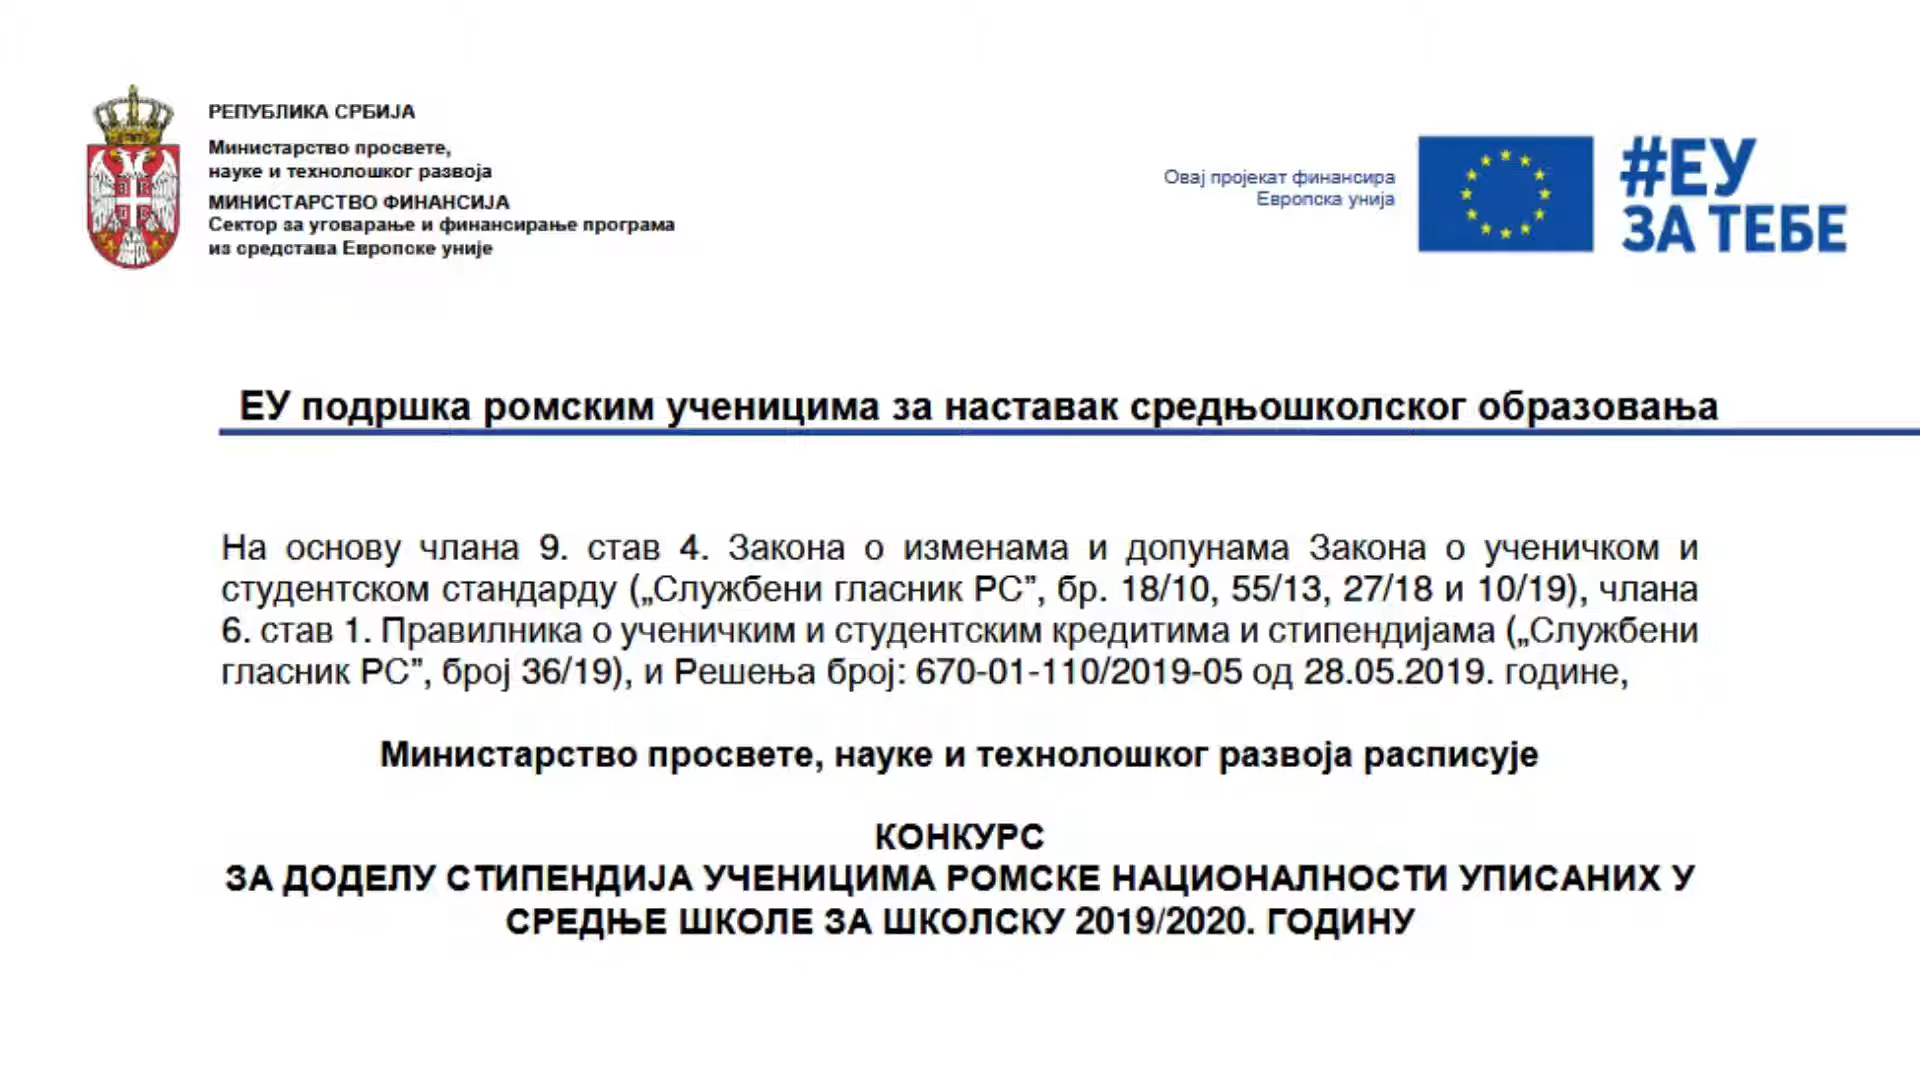 РЕПУБЛИКА СРБИЈА
Министарство просвете,
науке и технолошког развоја
МИНИСТАРСТВО ФИНАНСИЈА
Сектор за уговарање и финансирање програма
из средстава Европске уније
Овај пројекат финансира
Европска унија
#ЕУ
ЗА ТЕБЕ
ЕУ подршка ромским ученицима за наставак средњошколског образовања
На основу члана 9. став 4. Закона о изменама и допунама Закона о ученичком и
студентском стандарду („Службени гласник РС”, бр. 18/10, 55/13, 27/18 и 10/19), члана
6. став 1. Правилника о ученичким и студентским кредитима и стипендијама („Службени
гласник РС”, број 36/19), и Решења број: 670-01-110/2019-05 од 28.05.2019. године,
Министарство просвете, науке и технолошког развоја расписује
КОНКУРС
ЗА ДОДЕЛУ СТИПЕНДИЈА УЧЕНИЦИМА РОМСКЕ НАЦИОНАЛНОСТИ УПИСАНИХ У
СРЕДЊЕ ШКОЛЕ ЗА ШКОЛСКУ 2019/2020. ГОДИНУ